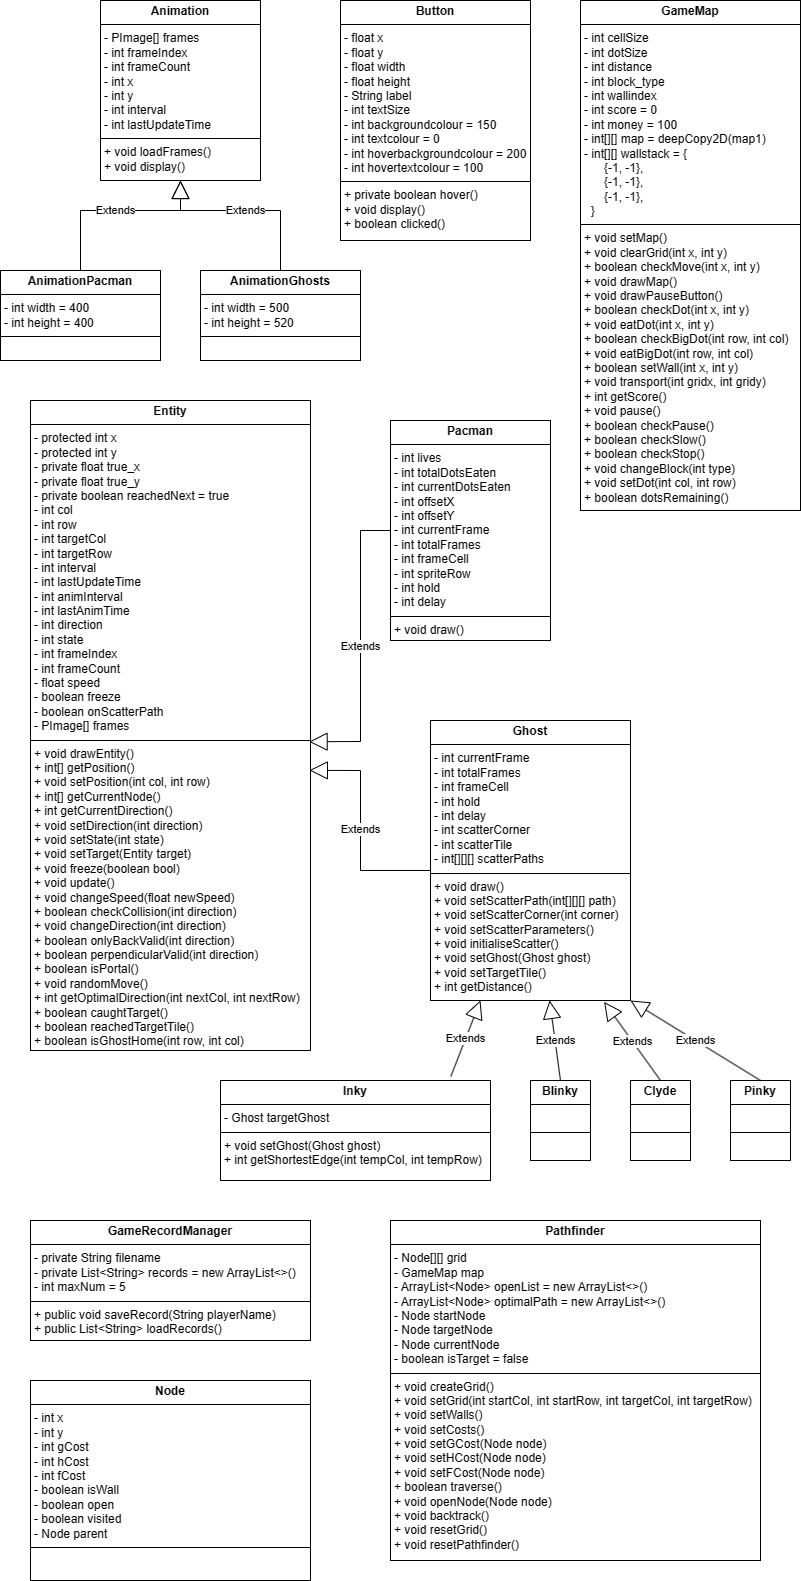 Animation
- PImage[] frames
- int frameIndex
- int frameCount
- int x
- int y
- int interval
- int lastUpdateTime
+ void loadFrames()
+ void display()
Extends
Extends
AnimationPacman
- int width = 400
- int height = 400
AnimationGhosts
- int width = 500
- int height = 520
Button
- float x
- float y
- float width
- float height
- String label
- int textSize
- int backgroundcolour = 150
- int textcolour = 0
- int hoverbackgroundcolour = 200
- int hovertextcolour = 100
+ private boolean hover()
+ void display()
+ boolean clicked()
GameMap
- int cellSize
- int dotSize
- int distance
- int block_type
- int wallindex
- int score = 0
- int money = 100
- int[][] map = deepCopy2D(map1)
- int[][] wallstack = {
{-1, -1},
{-1, -1},
{-1, -1},
}
+ void setMap()
+ void clearGrid(int x, int y)
+ boolean checkMove(int x, int y)
+ void drawMap()
+ void drawPauseButton()
+ boolean checkDot(int x, int y)
+ void eatDot(int x, int y)
+ boolean checkBigDot(int row, int col)
+ void eatBigDot(int row, int col)
+ boolean setWall(int x, int y)
+ void transport(int gridx, int gridy)
+ int getScore()
+ void pause()
+ boolean checkPause()
+ boolean checkSlow()
+ boolean checkStop()
+ void changeBlock(int type)
+ void setDot(int col, int row)
+ boolean dotsRemaining()
Entity
- protected int x
- protected int y
- private float true_x
- private float true_y
- private boolean reachedNext = true
- int col
- int row
- int targetCol
- int targetRow
- int interval
- int lastUpdateTime
- int animInterval
- int lastAnimTime
- int direction
- int state
- int frameIndex
- int frameCount
- float speed
- boolean freeze
- boolean onScatterPath
- PImage[] frames
+ void drawEntity()
+ int[] getPosition()
+ void setPosition(int col, int row)
+ int[] getCurrentNode()
+ int getCurrentDirection()
+ void setDirection(int direction)
+ void setState(int state)
+ void setTarget(Entity target)
+ void freeze(boolean bool)
+ void update()
+ void changeSpeed(float newSpeed)
+ boolean checkCollision(int direction)
+ void changeDirection(int direction)
+ boolean onlyBackValid(int direction)
+ boolean perpendicularValid(int direction)
+ boolean isPortal()
+ void randomMove()
+ int getOptimalDirection(int nextCol, int nextRow)
+ boolean caughtTarget()
+ boolean reachedTargetTile()
+ boolean isGhostHome(int row, int col)
Pacman
- int lives
- int totalDotsEaten
- int currentDotsEaten
- int offsetX
- int offsetY
- int currentFrame
- int totalFrames
- int frameCell
- int spriteRow
- int hold
- int delay
+ void draw()
Extends
Extends
Ghost
- int currentFrame
- int totalFrames
- int frameCell
- int hold
- int delay
- int scatterCorner
- int scatterTile
- int[][][] scatterPaths
+ void draw()
+ void setScatterPath(int[][][] path)
+ void setScatterCorner(int corner)
+ void setScatterParameters()
+ void initialiseScatter()
+ void setGhost(Ghost ghost)
+ void setTargetTile()
+ int getDistance()
Extends
Extends
Extends
Extends
Inky
- Ghost targetGhost
+ void setGhost(Ghost ghost)
+ int getShortestEdge(int tempCol, int tempRow)
Blinky
Clyde
Pinky
GameRecordManager
- private String filename
- private List<String> records = new ArrayList<>()
- int maxNum = 5
+ public void saveRecord(String playerName)
+ public List<String> loadRecords()
Node
- int x
- int y
- int gCost
- int hCost
- int fCost
- boolean isWall
- boolean open
- boolean visited
- Node parent
Pathfinder
- Node[][] grid
- GameMap map
- ArrayList<Node> openList = new ArrayList<>()
- ArrayList<Node> optimalPath = new ArrayList<>()
- Node startNode
- Node targetNode
- Node currentNode
- boolean isTarget = false
+ void createGrid()
+ void setGrid(int startCol, int startRow, int targetCol, int targetRow)
+ void setWalls()
+ void setCosts()
+ void setGCost(Node node)
+ void setHCost(Node node)
+ void setFCost(Node node)
+ boolean traverse()
+ void openNode(Node node)
+ void backtrack()
+ void resetGrid()
+ void resetPathfinder()